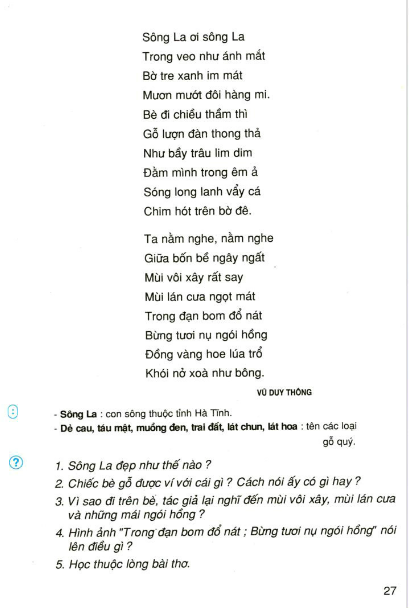 Sông La ơi sông La
Trong veo như ánh mắt
Bờ tre xanh im mát
Mươn mướt đôi hàng mi.
Bè đi chiều thầm thì
Gỗ lượn đàn thong thả
Như bầy trâu lim dim
Đằm mình trong êm ả
Sóng long lanh vẩy cá
Chim hót trên bờ đê.
Ta nằm nghe, nằm nghe
Giữa bốn bề ngây ngất
Mùi vôi xây rất say
Mùi lán cưa ngọt mát
Trong đạn bom đổ nát
Bừng tươi nụ ngói hồng
Đồng vàng hoe lúa trổ
Khói nở xoà như bông.
VŨ DUY THÔNG
- Sông La : con sông thuộc tỉnh Hà Tĩnh.
- Dẻ cau, táu mật, muồng đen, trai đất, lát chun, lát hoa : tên các loại
gỗ quý.
1. Sông La đẹp như thế nào ?
2. Chiếc bè gỗ được ví với cái gì ? Cách nói ấy có gì hay ?
3. Vì sao đi trên bè, tác giả lại nghĩ đến mùi vôi xây, mùi lán cưa
và những mái ngói hồng ?
4. Hình ảnh "Trong đạn bom đổ nát ; Bừng tươi nụ ngói hồng" nói
lên điều gì ?
5. Học thuộc lòng bài thơ.
27